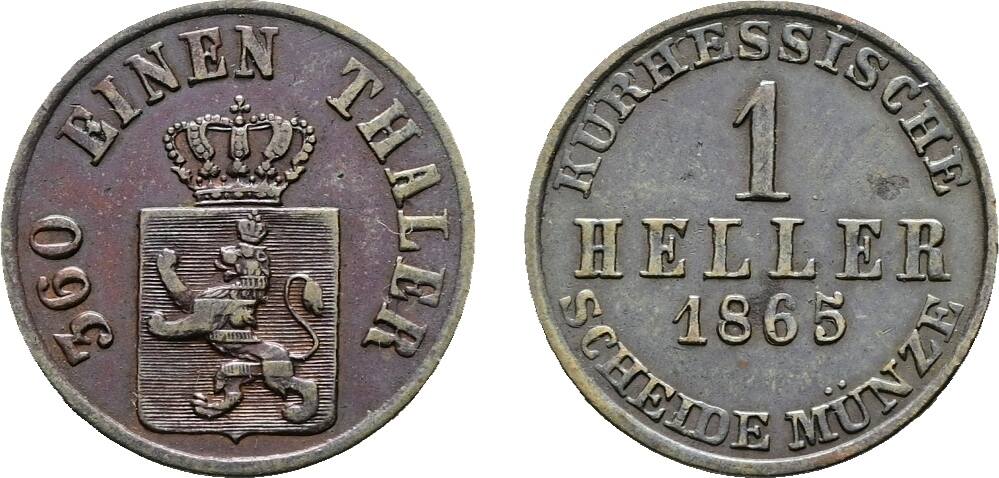 360 EINEN THALER
KURHESSISCHE
1
HELLER
1865
SCHEIDE MÜNZE